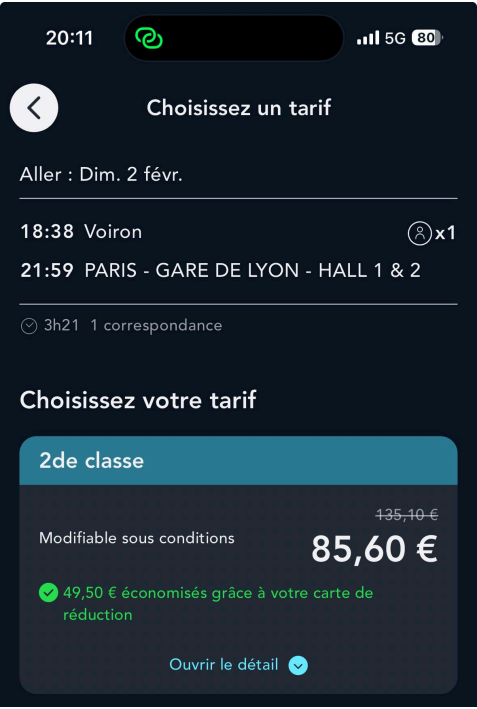 20:11 5G 80
Choisissez un tarif
Aller : Dim. 2 févr.
18:38 Voiron x1
21:59 PARIS - GARE DE LYON - HALL 1 & 2
3h21 1 correspondance
Choisissez votre tarif
2de classe
135,10 €
Modifiable sous conditions 85,60 €
49,50 € économisés grâce à votre carte de
réduction
Ouvrir le détail